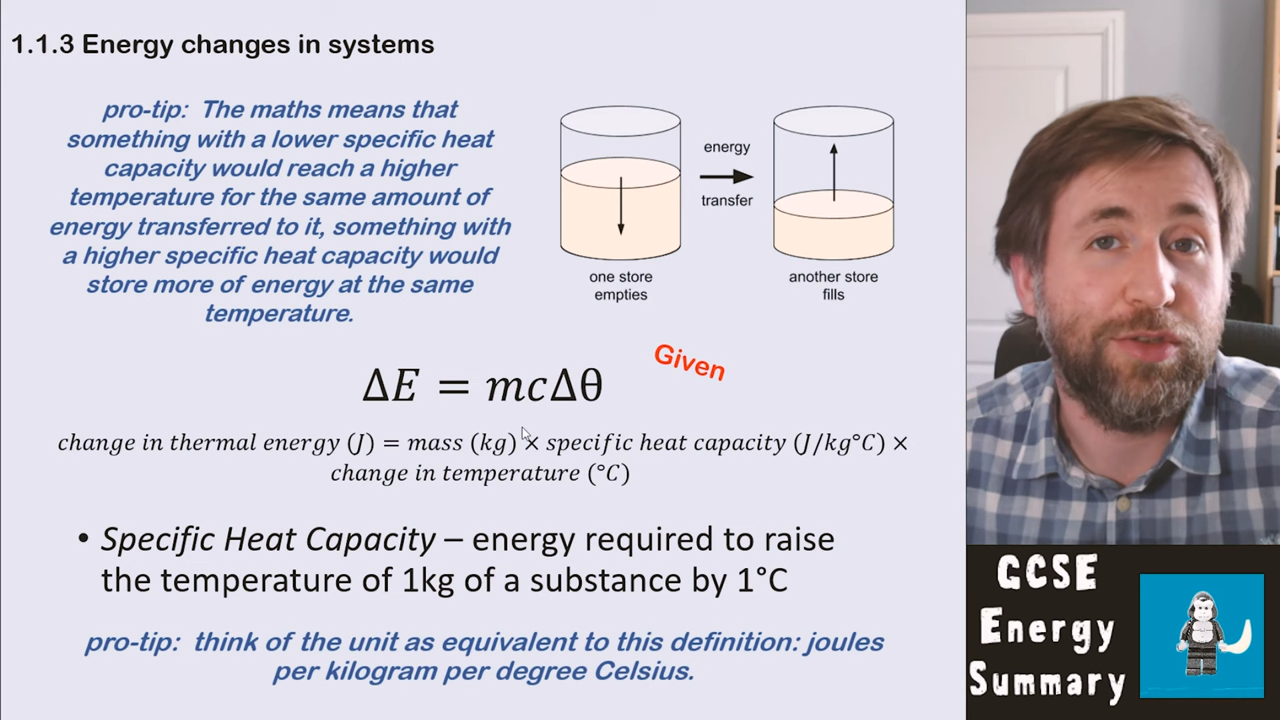 1.1.3 Energy changes in systems
pro-tip: The maths means that
something with a lower specific heat
capacity would reach a higher
temperature for the same amount of
energy transferred to it, something with
a higher specific heat capacity would
store more of energy at the same
temperature.
energy
transfer
one store
empties
another store
fills
Given
ΔE = mcΔθ
change in thermal energy (J) = mass (kg) × specific heat capacity (J/kg°C) ×
change in temperature (°C)
• Specific Heat Capacity – energy required to raise
the temperature of 1kg of a substance by 1°C
pro-tip: think of the unit as equivalent to this definition: joules
per kilogram per degree Celsius.
GCSE
Energy
Summary